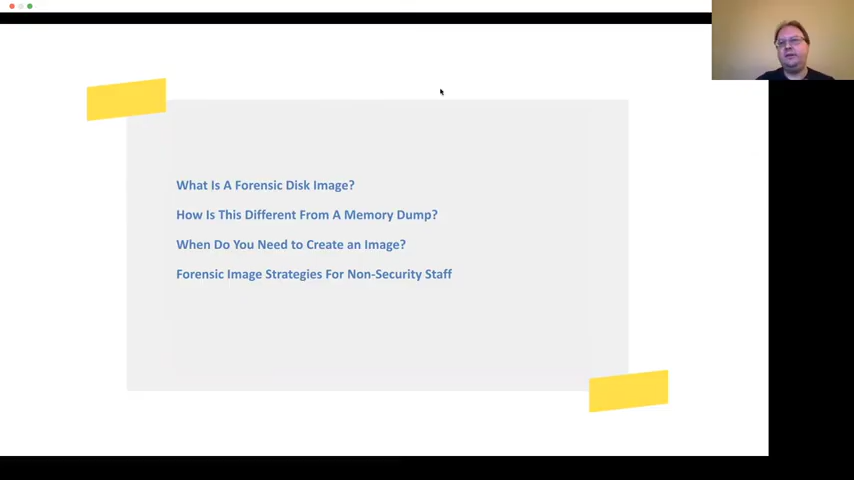 What Is A Forensic Disk Image?
How Is This Different From A Memory Dump?
When Do You Need to Create an Image?
Forensic Image Strategies For Non-Security Staff